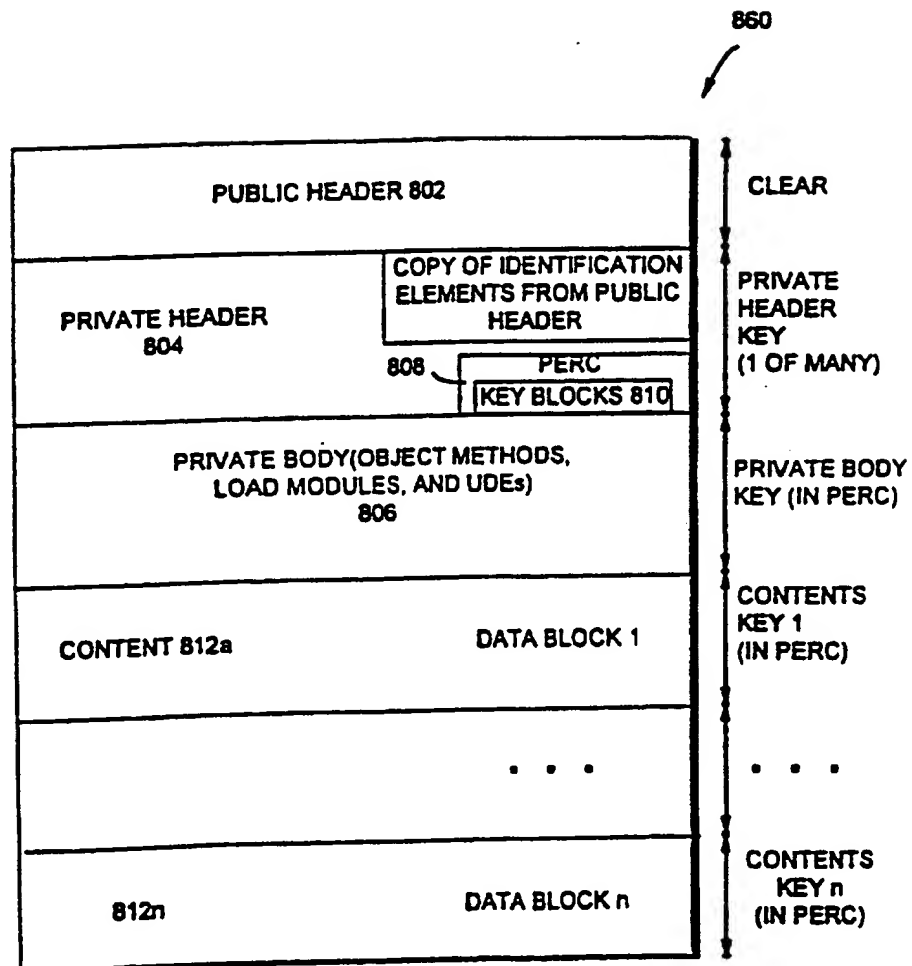 860
PUBLIC HEADER 802
CLEAR
COPY OF IDENTIFICATION
ELEMENTS FROM PUBLIC
HEADER
PRIVATE HEADER
804
PRIVATE
HEADER
KEY
(1 OF MANY)
808
PERC
KEY BLOCKS 810
PRIVATE BODY(OBJECT METHODS,
LOAD MODULES, AND UDEs)
806
PRIVATE BODY
KEY (IN PERC)
CONTENT 812a
DATA BLOCK 1
CONTENTS
KEY 1
(IN PERC)
. . .
. . .
812n
DATA BLOCK n
CONTENTS
KEY n
(IN PERC)